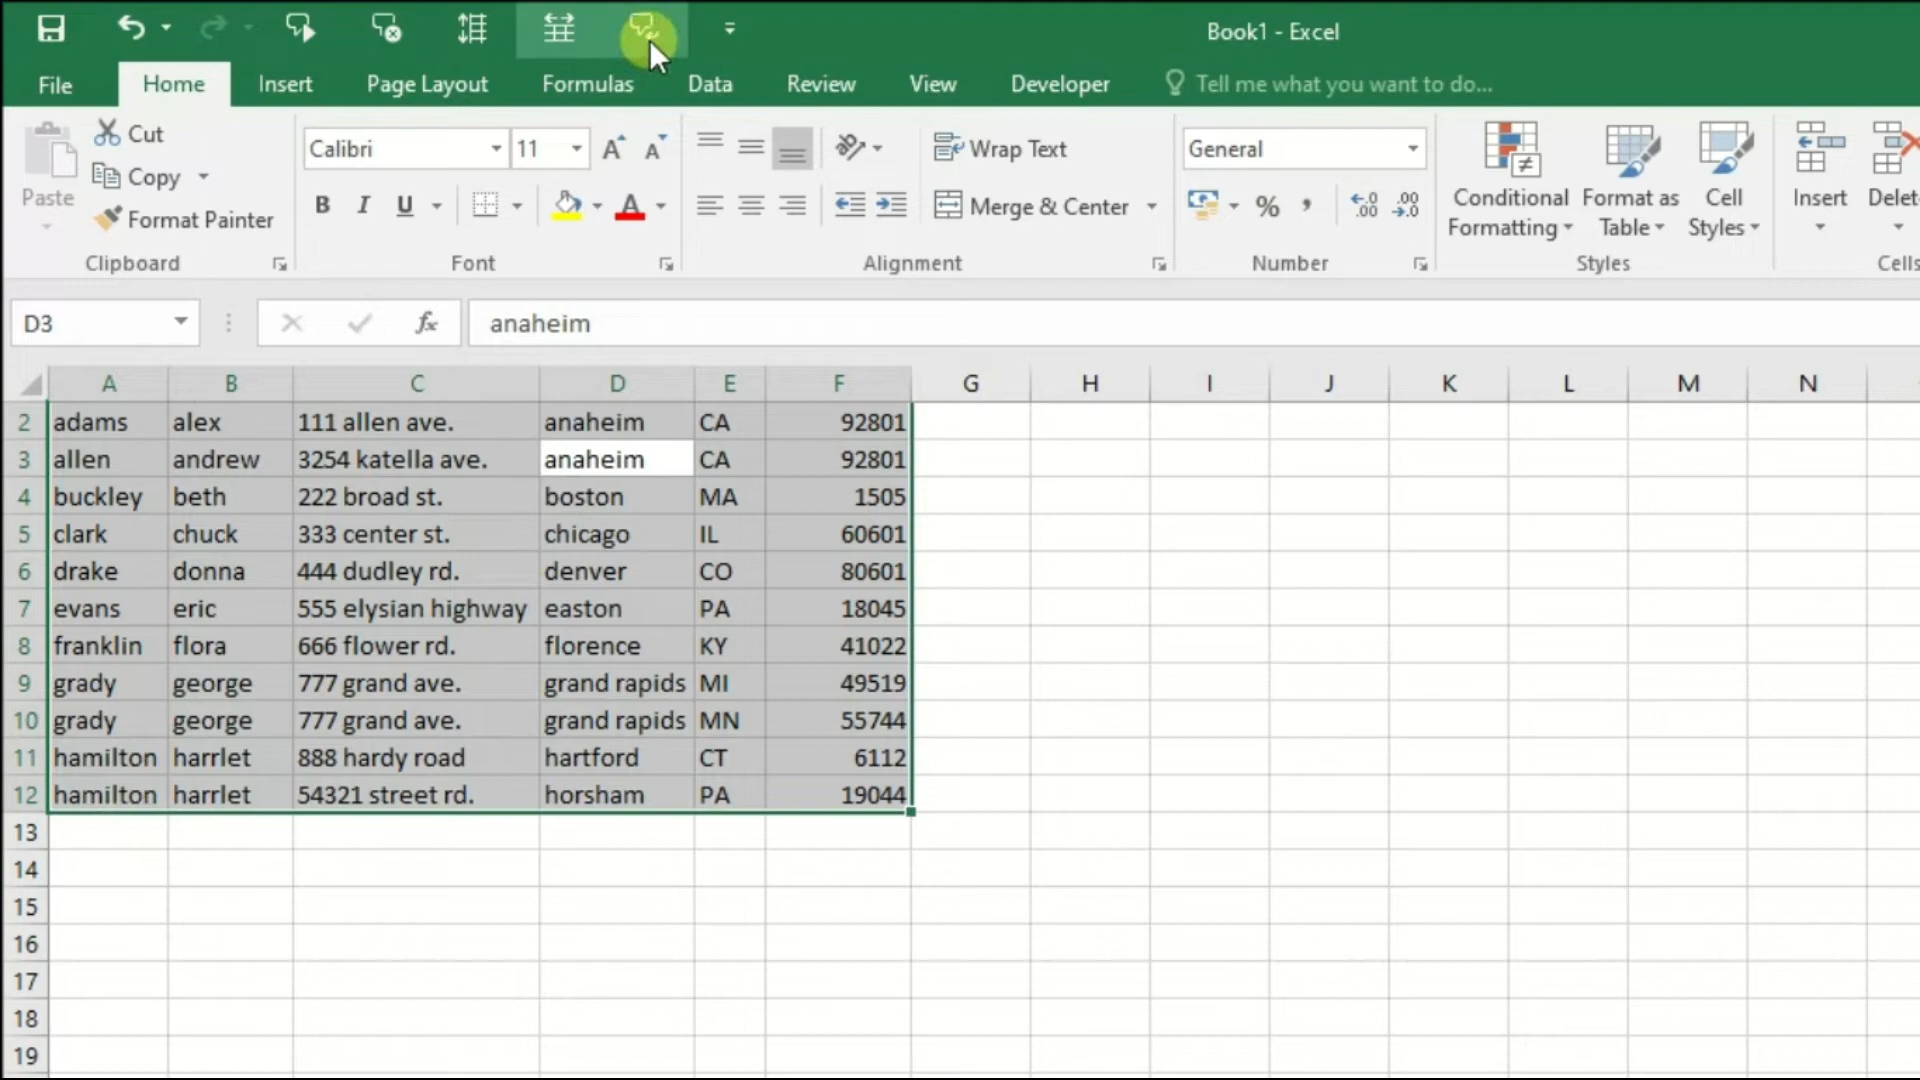 Book1 - Excel
File Home Insert Page Layout Formulas Data Review View Developer Tell me what you want to do...
Cut
Copy
Format Painter
Paste
Clipboard
Calibri 11
B I U
Font
Wrap Text
Merge & Center
Alignment
General
% ,
Number
Conditional Formatting
Format as Table
Cell Styles
Styles
Insert
Cells
D3 fx anaheim
A B C D E F G H I J K L M N
2 adams alex 111 allen ave. anaheim CA 92801
3 allen andrew 3254 katella ave. anaheim CA 92801
4 buckley beth 222 broad st. boston MA 1505
5 clark chuck 333 center st. chicago IL 60601
6 drake donna 444 dudley rd. denver CO 80601
7 evans eric 555 elysian highway easton PA 18045
8 franklin flora 666 flower rd. florence KY 41022
9 grady george 777 grand ave. grand rapids MI 49519
10 grady george 777 grand ave. grand rapids MN 55744
11 hamilton harrlet 888 hardy road hartford CT 6112
12 hamilton harrlet 54321 street rd. horsham PA 19044
13
14
15
16
17
18
19